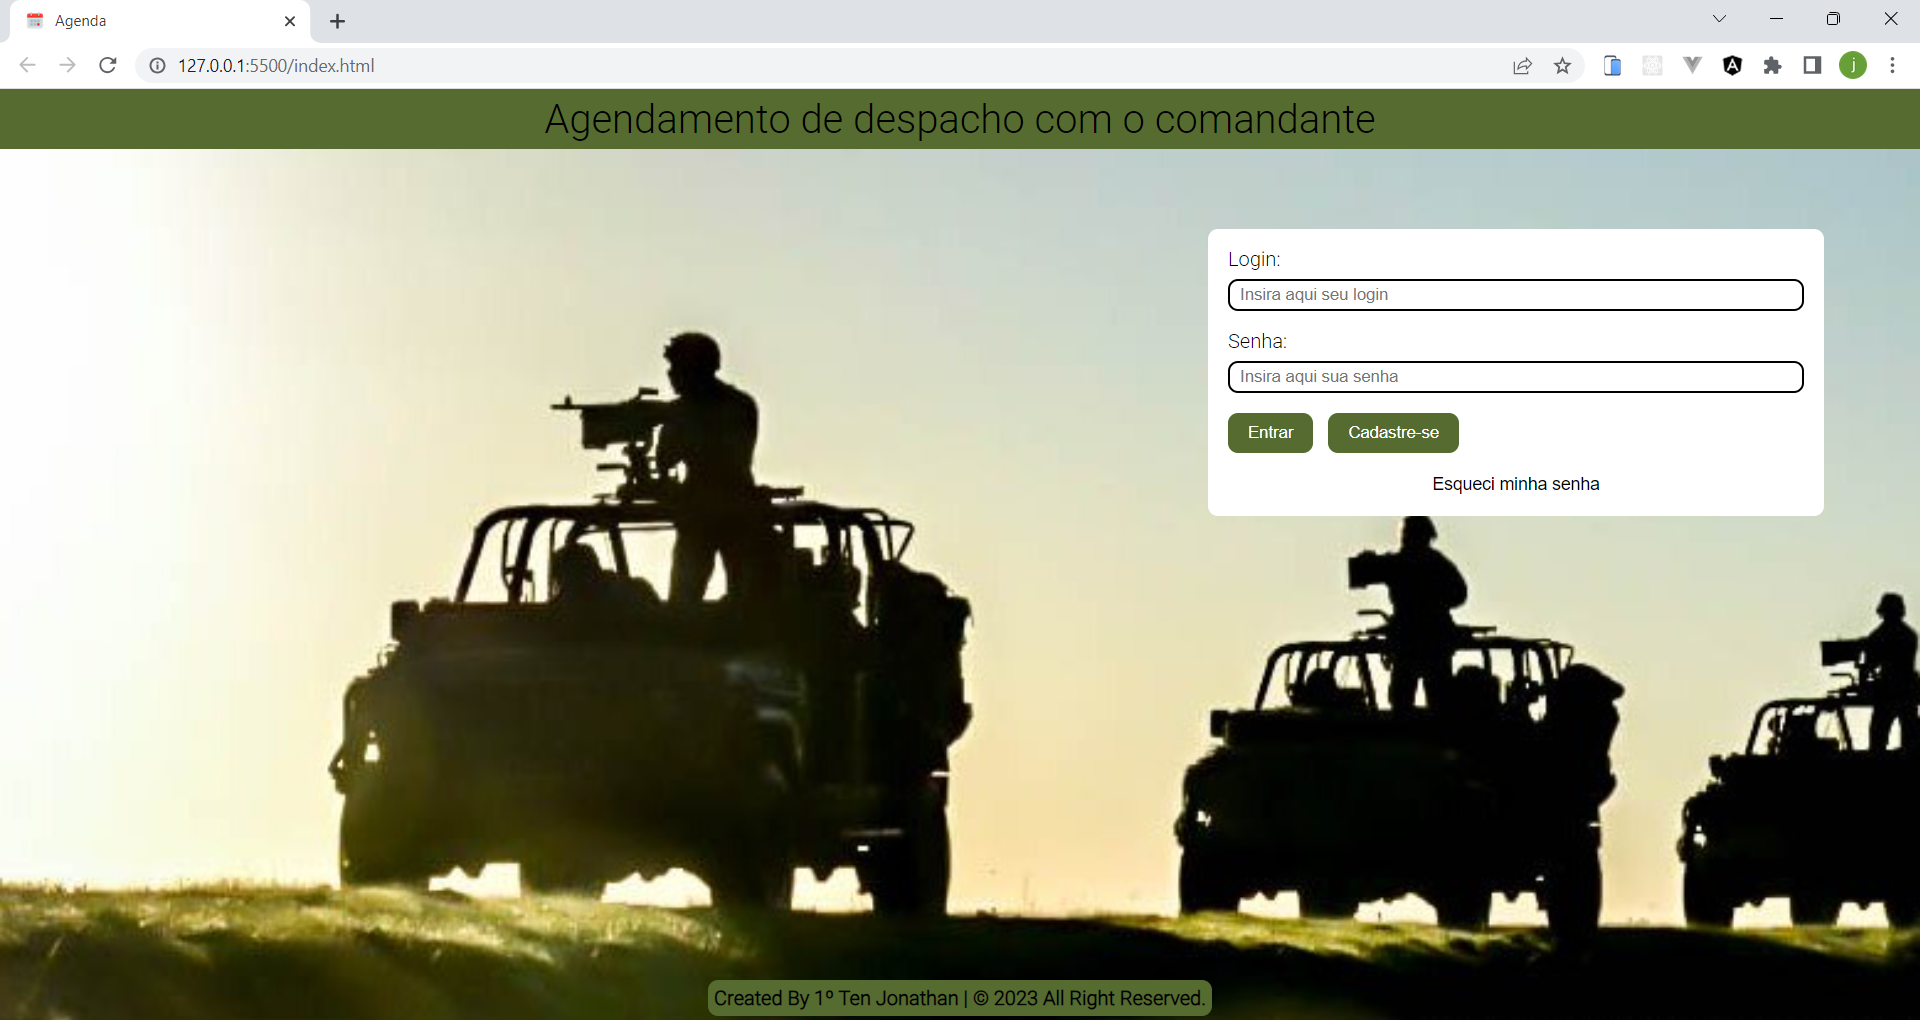 Agenda
127.0.0.1:5500/index.html
j
Agendamento de despacho com o comandante
Login:
Insira aqui seu login
Senha:
Insira aqui sua senha
Entrar Cadastre-se
Esqueci minha senha
Created By 1º Ten Jonathan | © 2023 All Right Reserved.